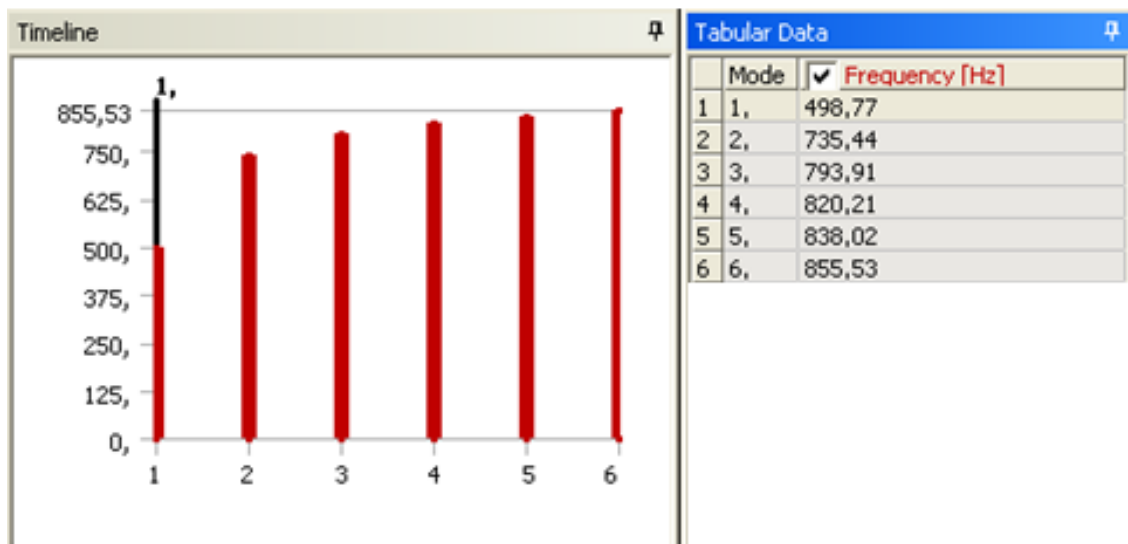 Timeline
1,
855,53
750,
625,
500,
375,
250,
125,
0,
1 2 3 4 5 6
Tabular Data
Mode Frequency [Hz]
1 1, 498,77
2 2, 735,44
3 3, 793,91
4 4, 820,21
5 5, 838,02
6 6, 855,53